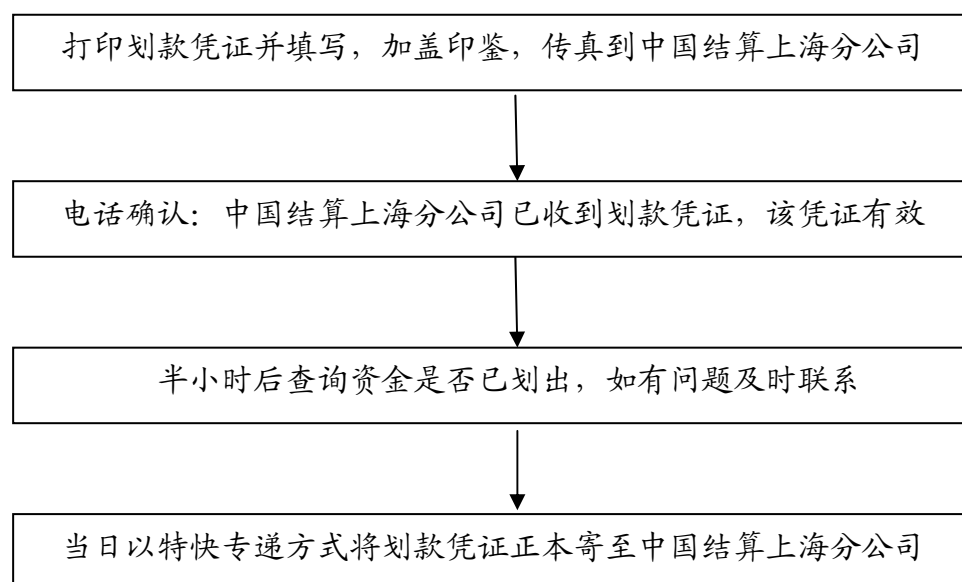 打印划款凭证并填写，加盖印鉴，传真到中国结算上海分公司
电话确认：中国结算上海分公司已收到划款凭证，该凭证有效
半小时后查询资金是否已划出，如有问题及时联系
当日以特快专递方式将划款凭证正本寄至中国结算上海分公司